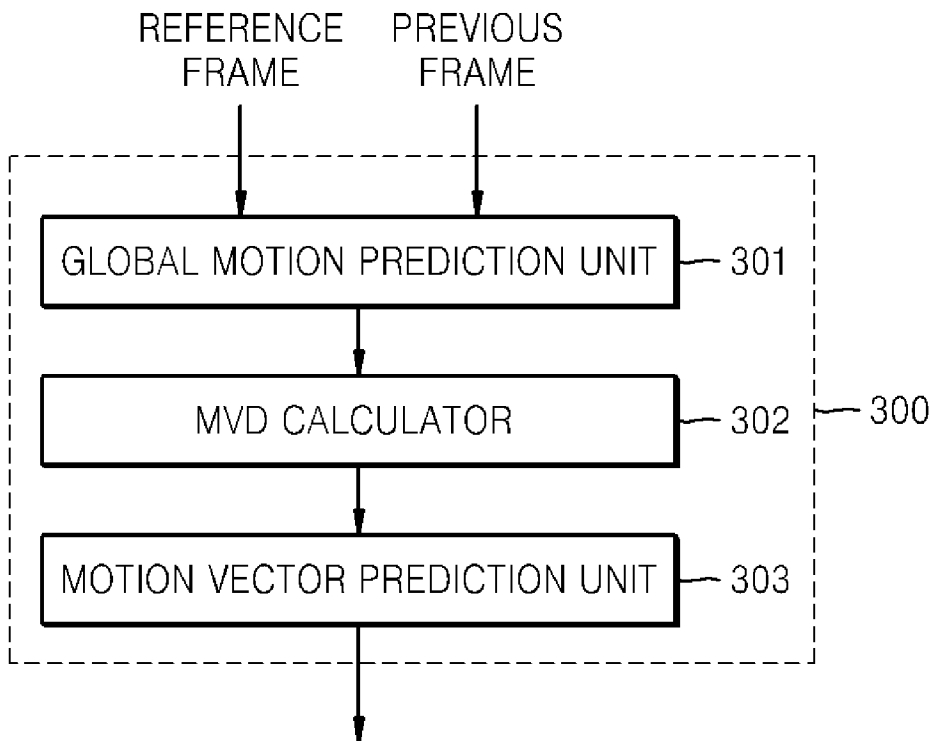 REFERENCE FRAME
PREVIOUS FRAME
GLOBAL MOTION PREDICTION UNIT
301
MVD CALCULATOR
302
300
MOTION VECTOR PREDICTION UNIT
303